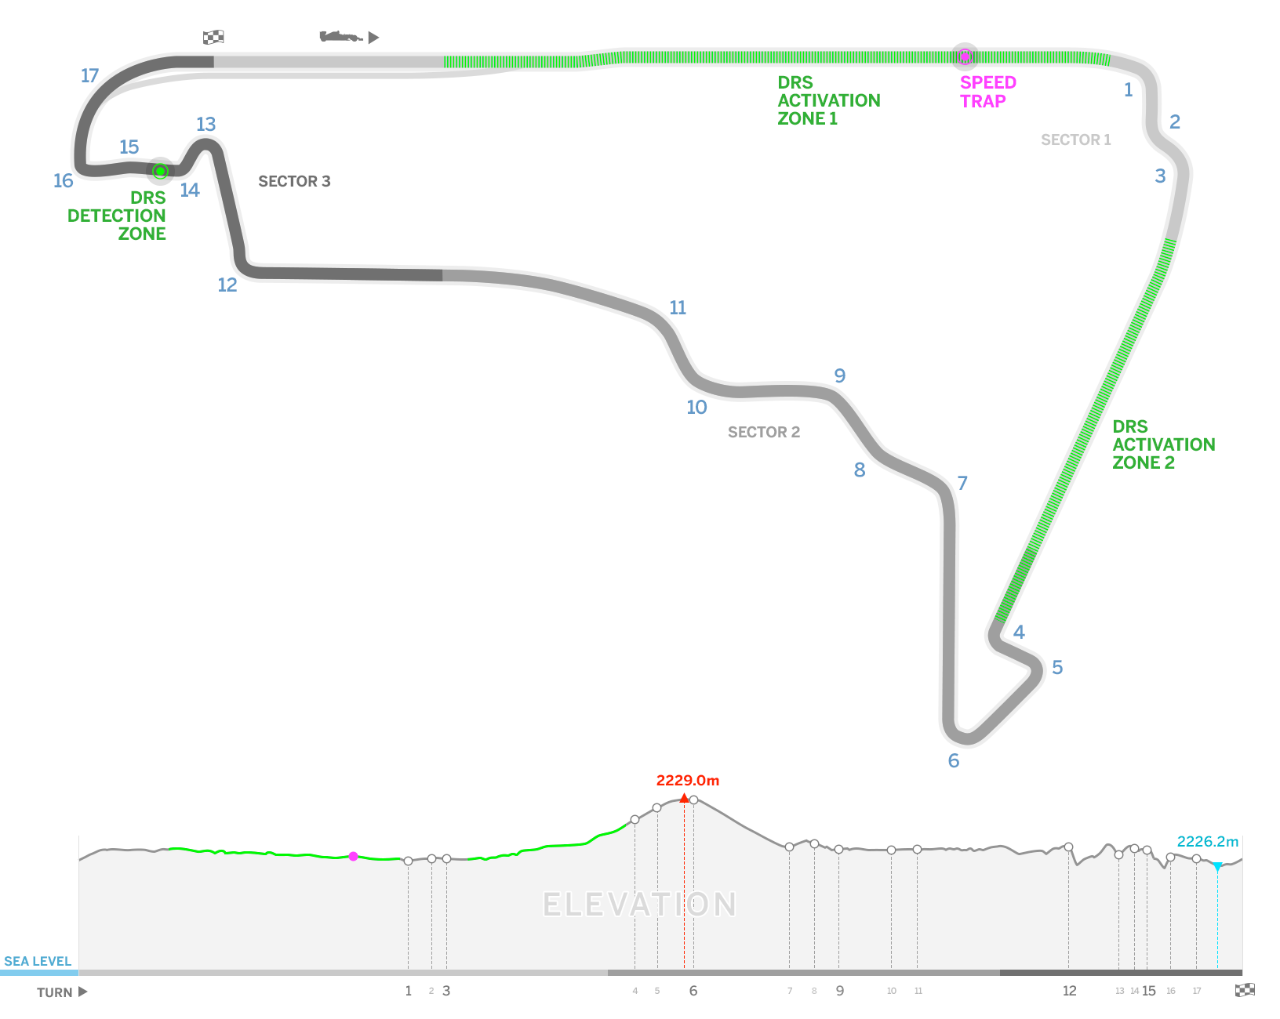 17
DRS
ACTIVATION
ZONE 1
SPEED
TRAP
1
2
SECTOR 1
3
13
15
16
14
SECTOR 3
DRS
DETECTION
ZONE
12
11
9
10
SECTOR 2
8
7
DRS
ACTIVATION
ZONE 2
4
5
6
2229.0m
2226.2m
ELEVATION
SEA LEVEL
TURN 1 2 3 4 5 6 7 8 9 10 11 12 13 14 15 16 17